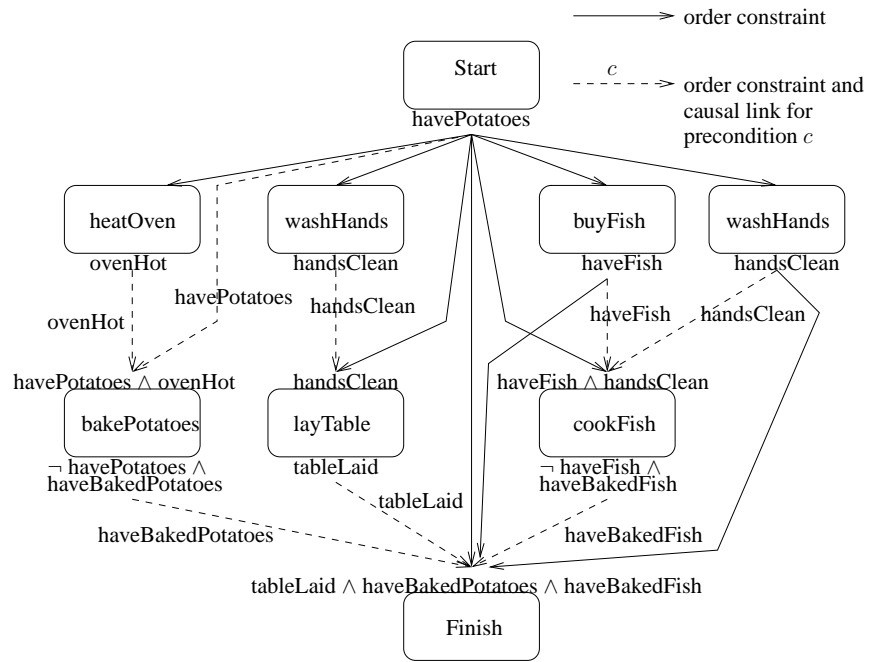 order constraint
Start
c
order constraint and
causal link for
precondition c
havePotatoes
heatOven
washHands
buyFish
washHands
ovenHot
handsClean
haveFish
handsClean
havePotatoes
handsClean
haveFish
handsClean
ovenHot
havePotatoes ∧ ovenHot
handsClean
haveFish ∧ handsClean
bakePotatoes
layTable
cookFish
¬ havePotatoes ∧
haveBakedPotatoes
tableLaid
¬ haveFish ∧
haveBakedFish
tableLaid
haveBakedPotatoes
haveBakedFish
tableLaid ∧ haveBakedPotatoes ∧ haveBakedFish
Finish